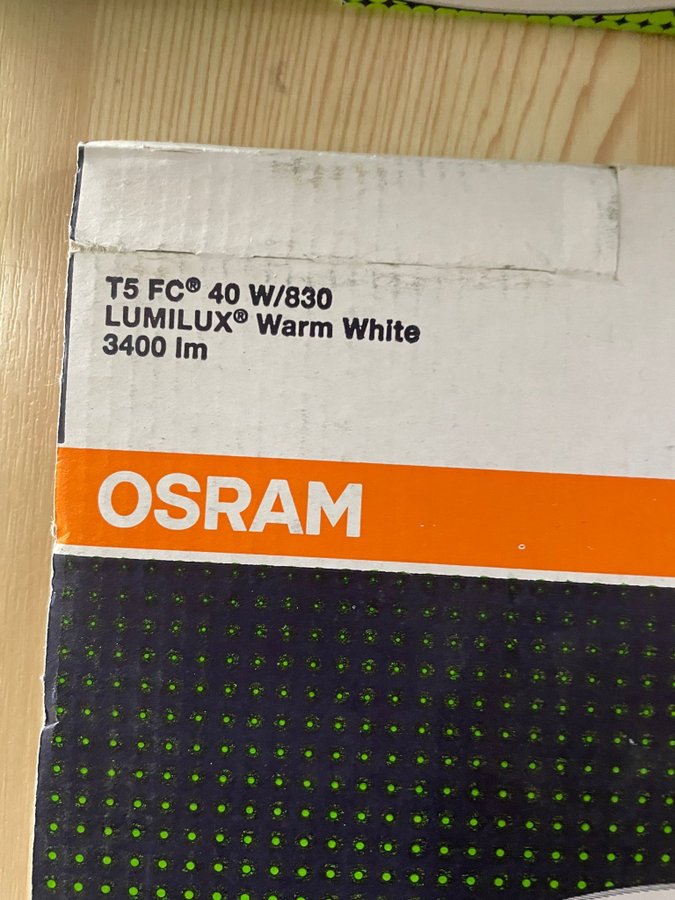 T5 FC® 40 W/830
LUMILUX® Warm White
3400 lm
OSRAM